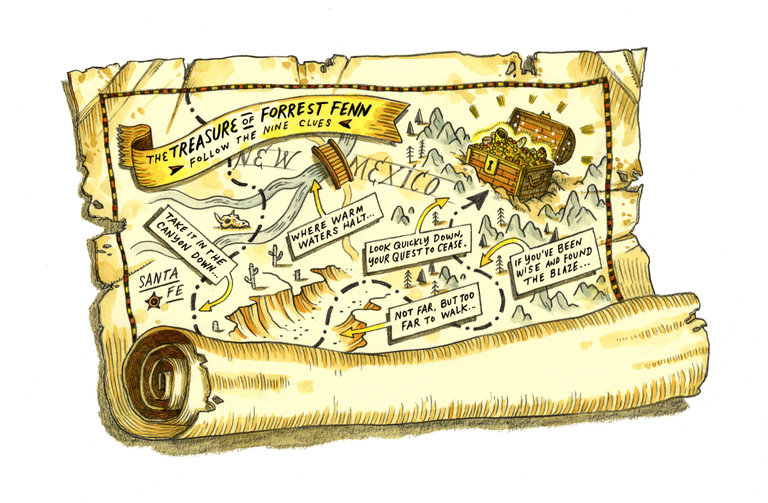 THE TREASURE OF FORREST FENN
FOLLOW THE NINE CLUES
NEW MEXICO
WHERE WARM
WATERS HALT...
TAKE IT IN THE
CANYON DOWN...
LOOK QUICKLY DOWN,
YOUR QUEST TO CEASE.
IF YOU'VE BEEN
WISE AND FOUND
THE BLAZE...
SANTA
FE
NOT FAR, BUT TOO
FAR TO WALK...